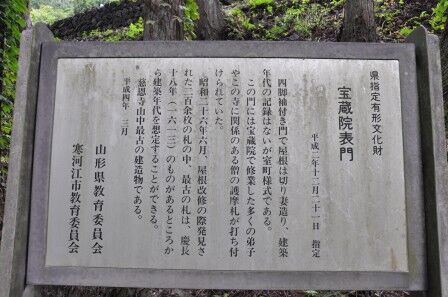 県指定有形文化財
宝蔵院表門
平成二年十二月二十一日 指定
四脚袖付き門で屋根は切り妻造り、建築
年代の記録はないが室町様式である。
この門には宝蔵院で修業した多くの弟子
やこの寺に関係のある僧の護摩札が打ち付
けられていた。
昭和二十六年六月、屋根改修の際発見さ
れた二百余枚の札の中、最古の札は、慶長
十八年(一六一三)のものがあるところか
ら建築年代を想定することができる。
慈恩寺山中最古の建造物である。
平成四年 三月
山形県教育委員会
寒河江市教育委員会